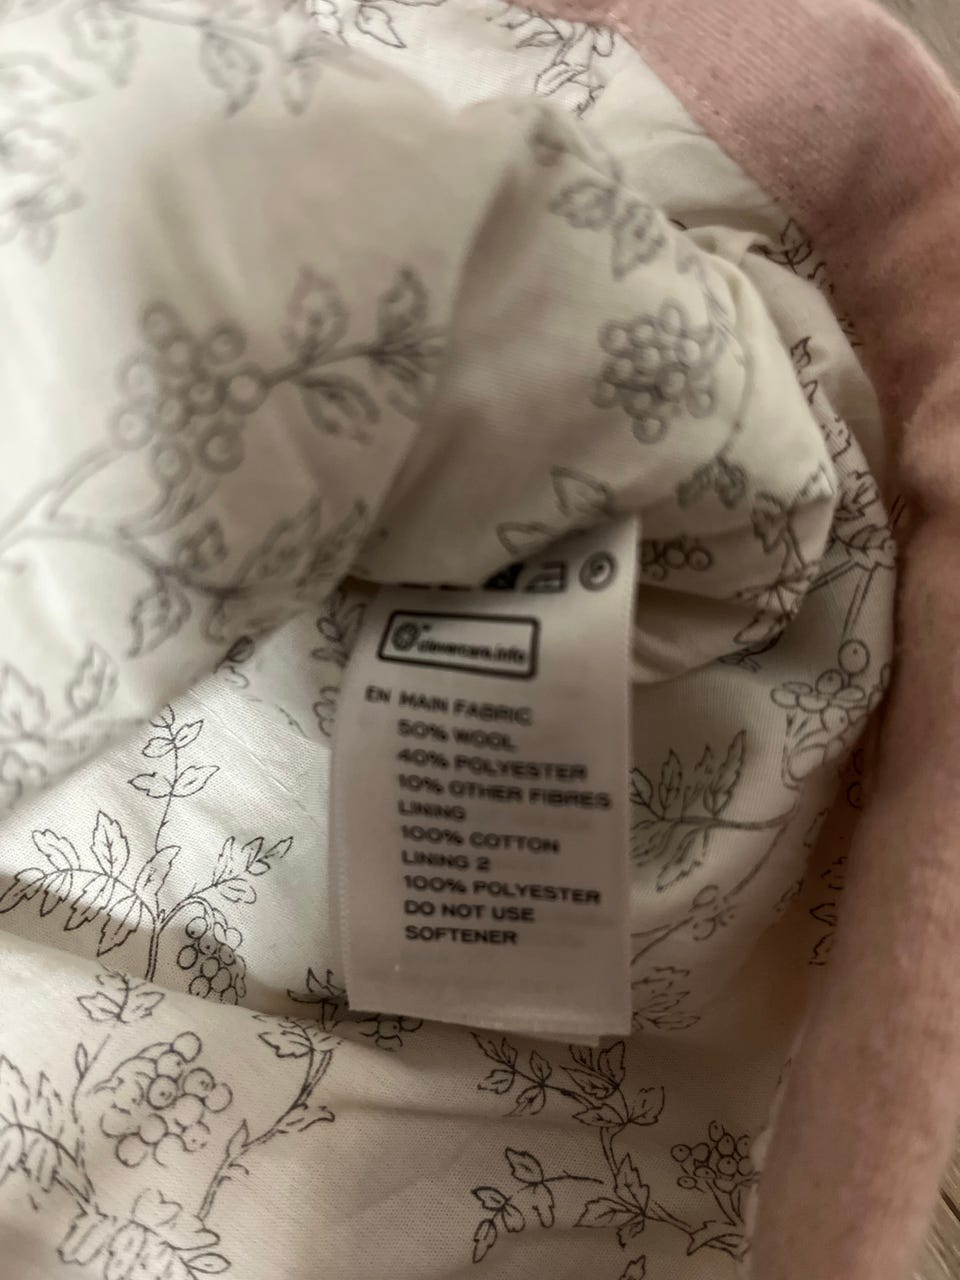 clevercare.info
EN MAIN FABRIC
50% WOOL
40% POLYESTER
10% OTHER FIBRES
LINING
100% COTTON
LINING 2
100% POLYESTER
DO NOT USE
SOFTENER